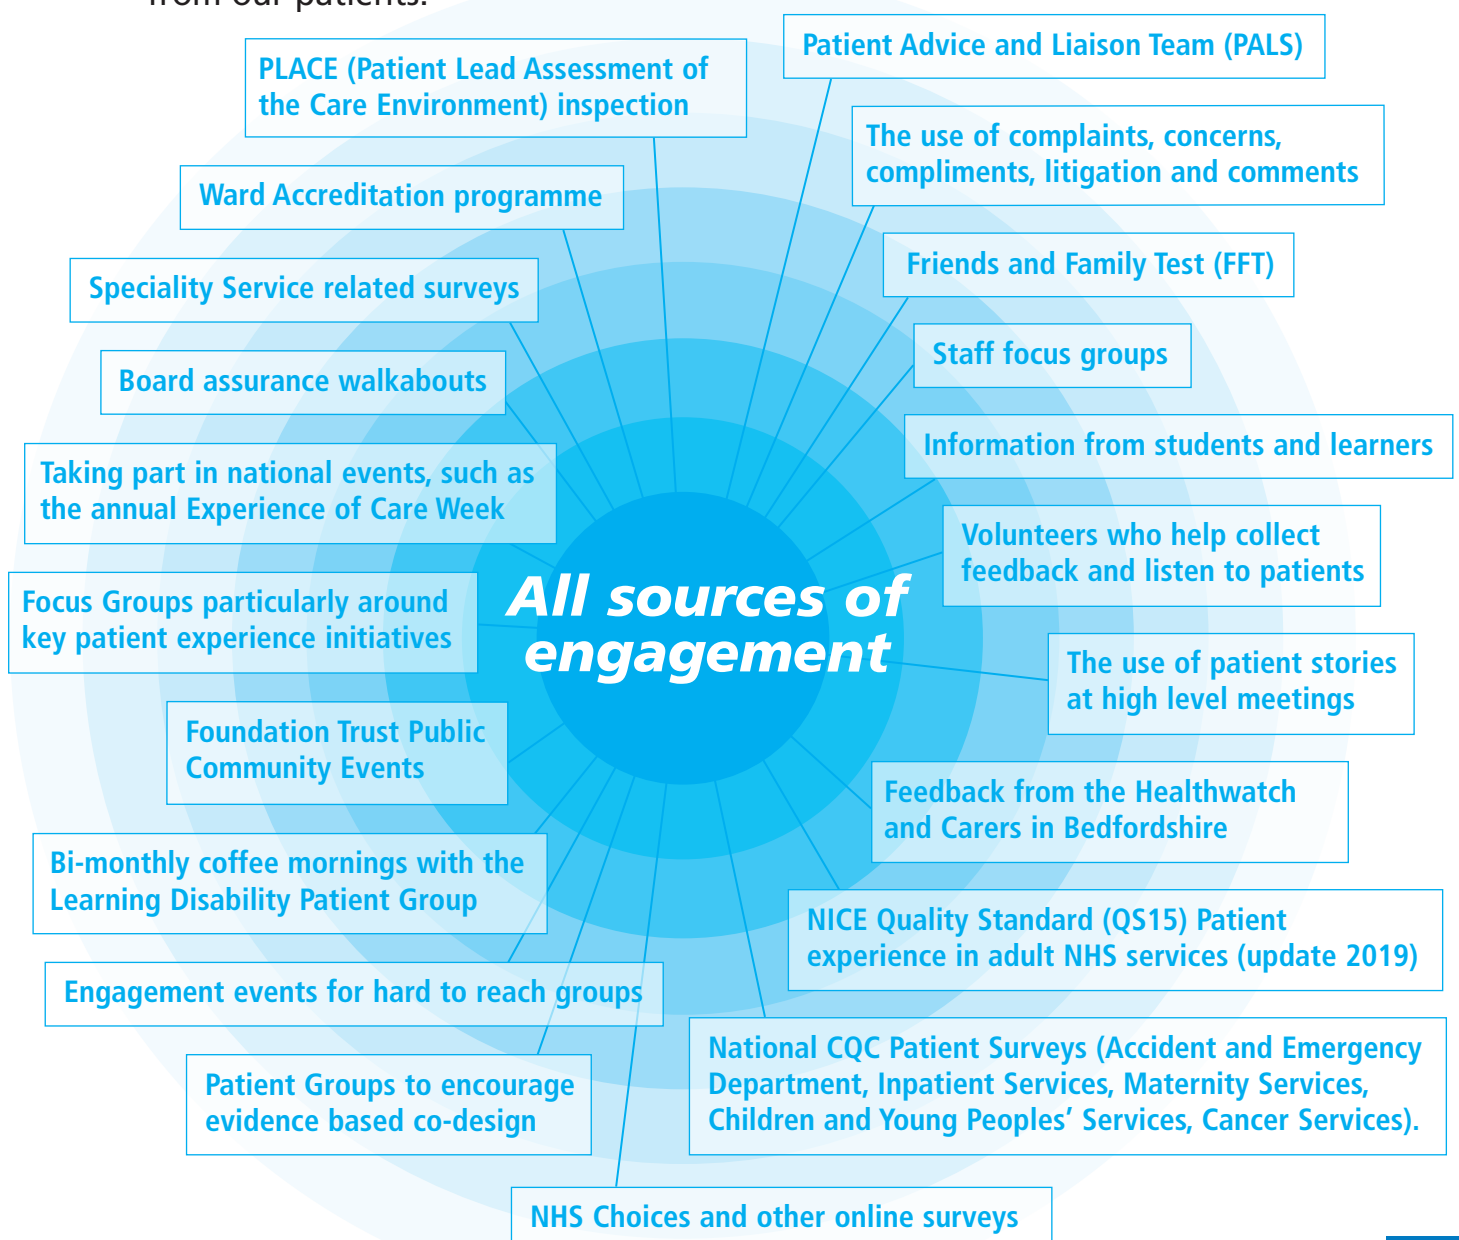 from our patients.
PLACE (Patient Lead Assessment of
the Care Environment) inspection
Ward Accreditation programme
Speciality Service related surveys
Board assurance walkabouts
Taking part in national events, such as
the annual Experience of Care Week
Focus Groups particularly around
key patient experience initiatives
Foundation Trust Public
Community Events
Bi-monthly coffee mornings with the
Learning Disability Patient Group
Engagement events for hard to reach groups
Patient Groups to encourage
evidence based co-design
NHS Choices and other online surveys
All sources of
engagement
Patient Advice and Liaison Team (PALS)
The use of complaints, concerns,
compliments, litigation and comments
Friends and Family Test (FFT)
Staff focus groups
Information from students and learners
Volunteers who help collect
feedback and listen to patients
The use of patient stories
at high level meetings
Feedback from the Healthwatch
and Carers in Bedfordshire
NICE Quality Standard (QS15) Patient
experience in adult NHS services (update 2019)
National CQC Patient Surveys (Accident and Emergency
Department, Inpatient Services, Maternity Services,
Children and Young Peoples’ Services, Cancer Services).